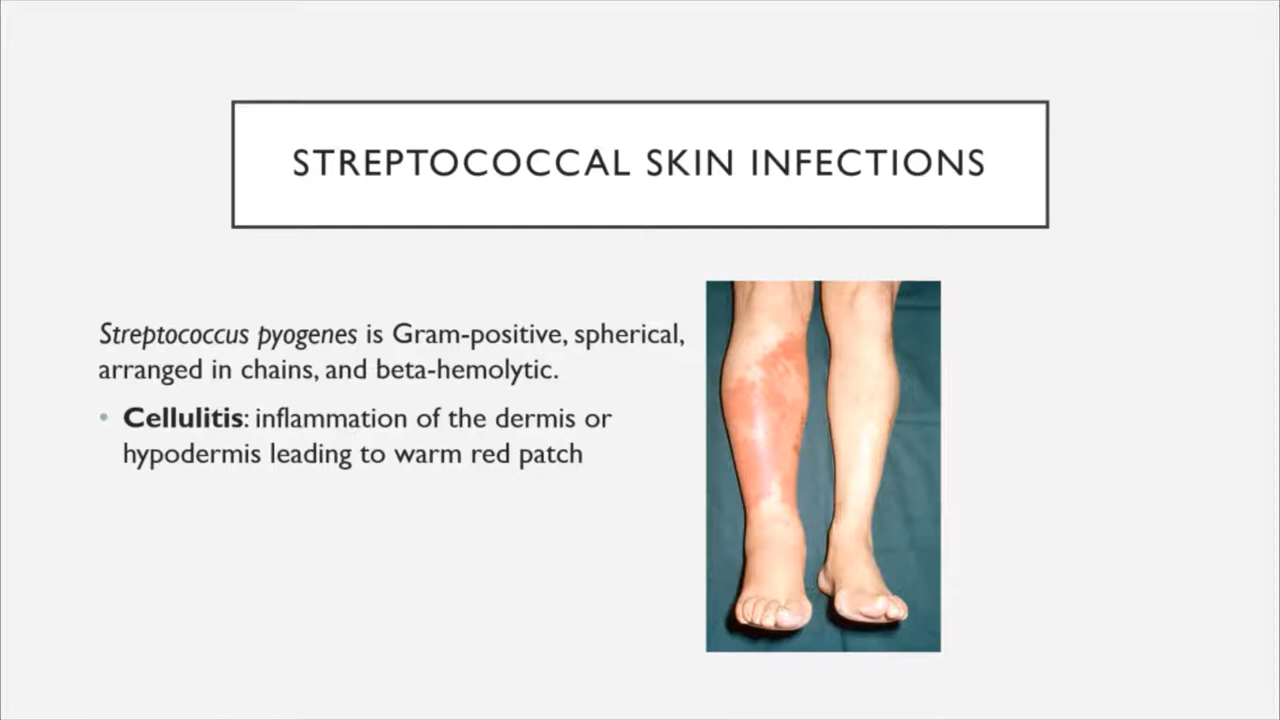 STREPTOCOCCAL SKIN INFECTIONS
Streptococcus pyogenes is Gram-positive, spherical,
arranged in chains, and beta-hemolytic.
• Cellulitis: inflammation of the dermis or
hypodermis leading to warm red patch